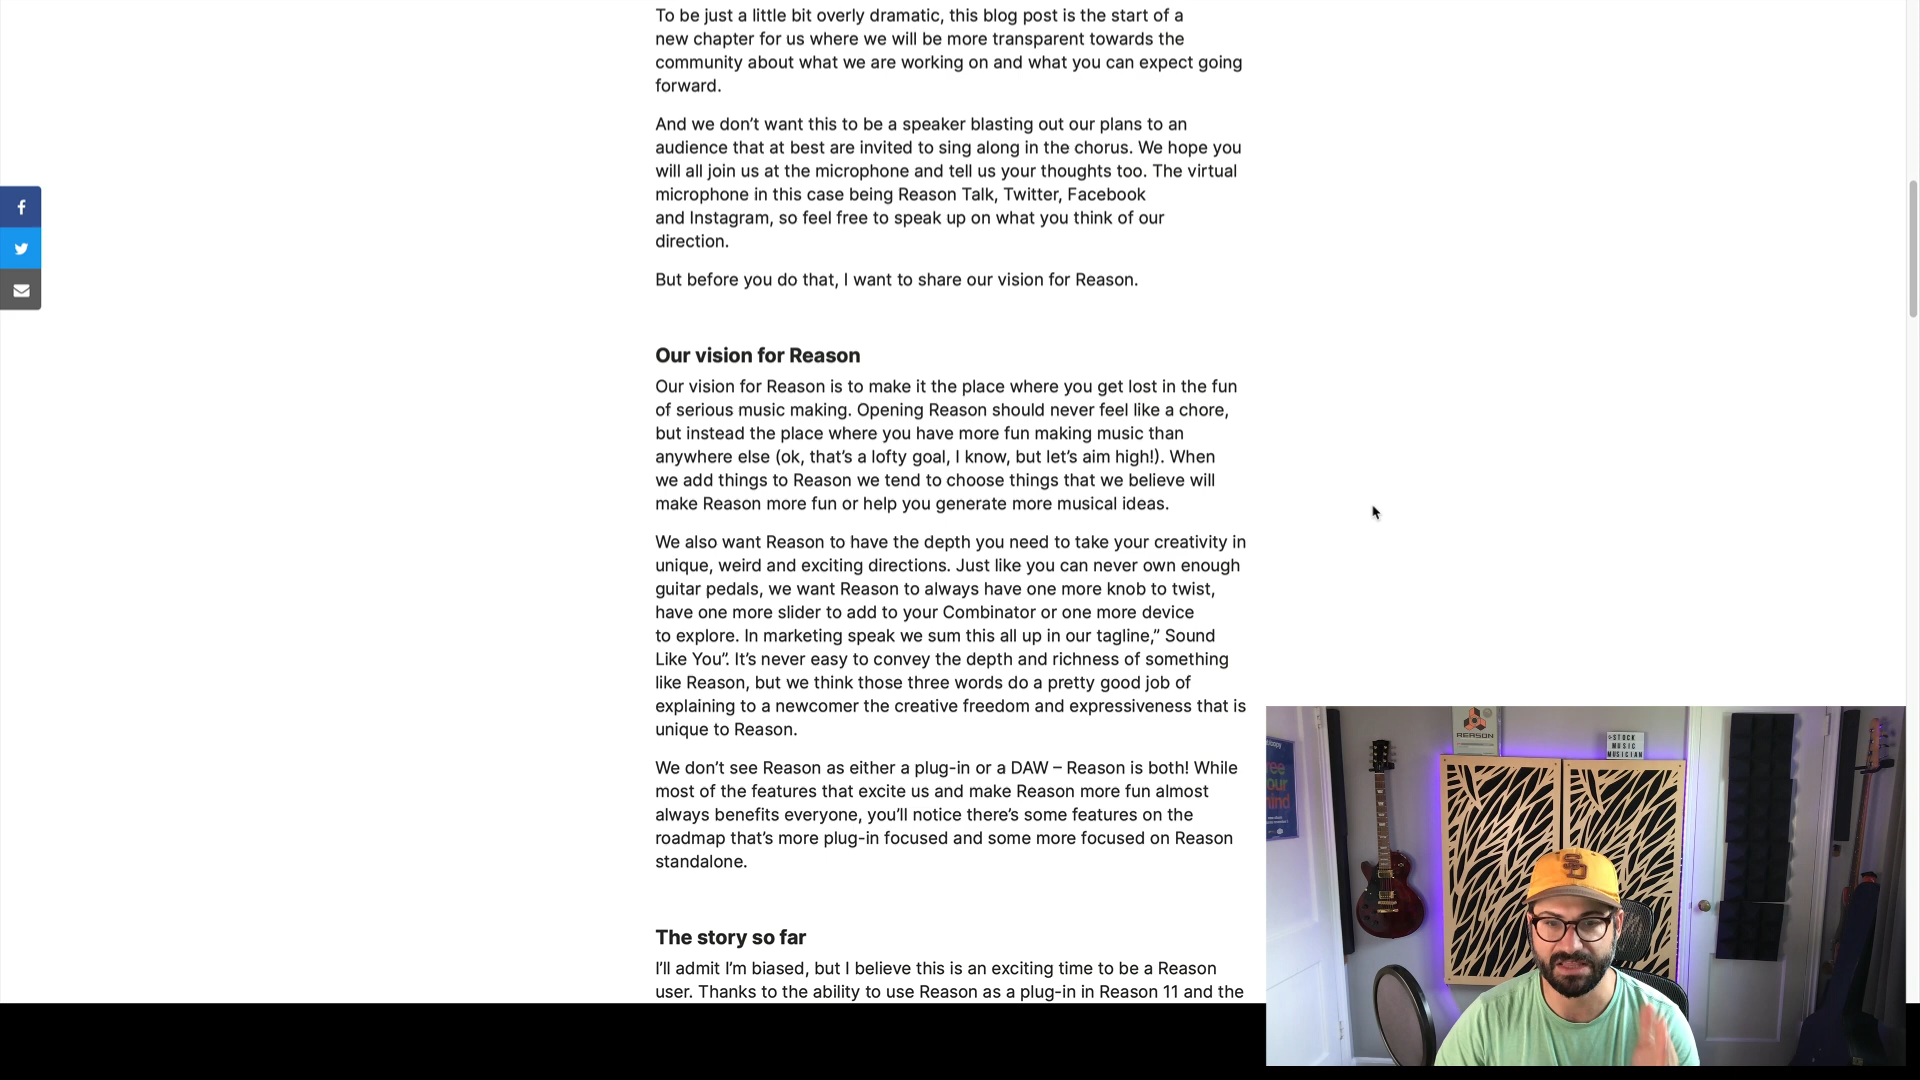 To be just a little bit overly dramatic, this blog post is the start of a
new chapter for us where we will be more transparent towards the
community about what we are working on and what you can expect going
forward.
And we don’t want this to be a speaker blasting out our plans to an
audience that at best are invited to sing along in the chorus. We hope you
will all join us at the microphone and tell us your thoughts too. The virtual
microphone in this case being Reason Talk, Twitter, Facebook
and Instagram, so feel free to speak up on what you think of our
direction.
But before you do that, I want to share our vision for Reason.
Our vision for Reason
Our vision for Reason is to make it the place where you get lost in the fun
of serious music making. Opening Reason should never feel like a chore,
but instead the place where you have more fun making music than
anywhere else (ok, that’s a lofty goal, I know, but let’s aim high!). When
we add things to Reason we tend to choose things that we believe will
make Reason more fun or help you generate more musical ideas.
We also want Reason to have the depth you need to take your creativity in
unique, weird and exciting directions. Just like you can never own enough
guitar pedals, we want Reason to always have one more knob to twist,
have one more slider to add to your Combinator or one more device
to explore. In marketing speak we sum this all up in our tagline,” Sound
Like You”. It’s never easy to convey the depth and richness of something
like Reason, but we think those three words do a pretty good job of
explaining to a newcomer the creative freedom and expressiveness that is
unique to Reason.
We don’t see Reason as either a plug-in or a DAW – Reason is both! While
most of the features that excite us and make Reason more fun almost
always benefits everyone, you’ll notice there’s some features on the
roadmap that’s more plug-in focused and some more focused on Reason
standalone.
The story so far
I’ll admit I’m biased, but I believe this is an exciting time to be a Reason
user. Thanks to the ability to use Reason as a plug-in in Reason 11 and the
REASON
STOCK
MUSIC
MUSICIAN
SD